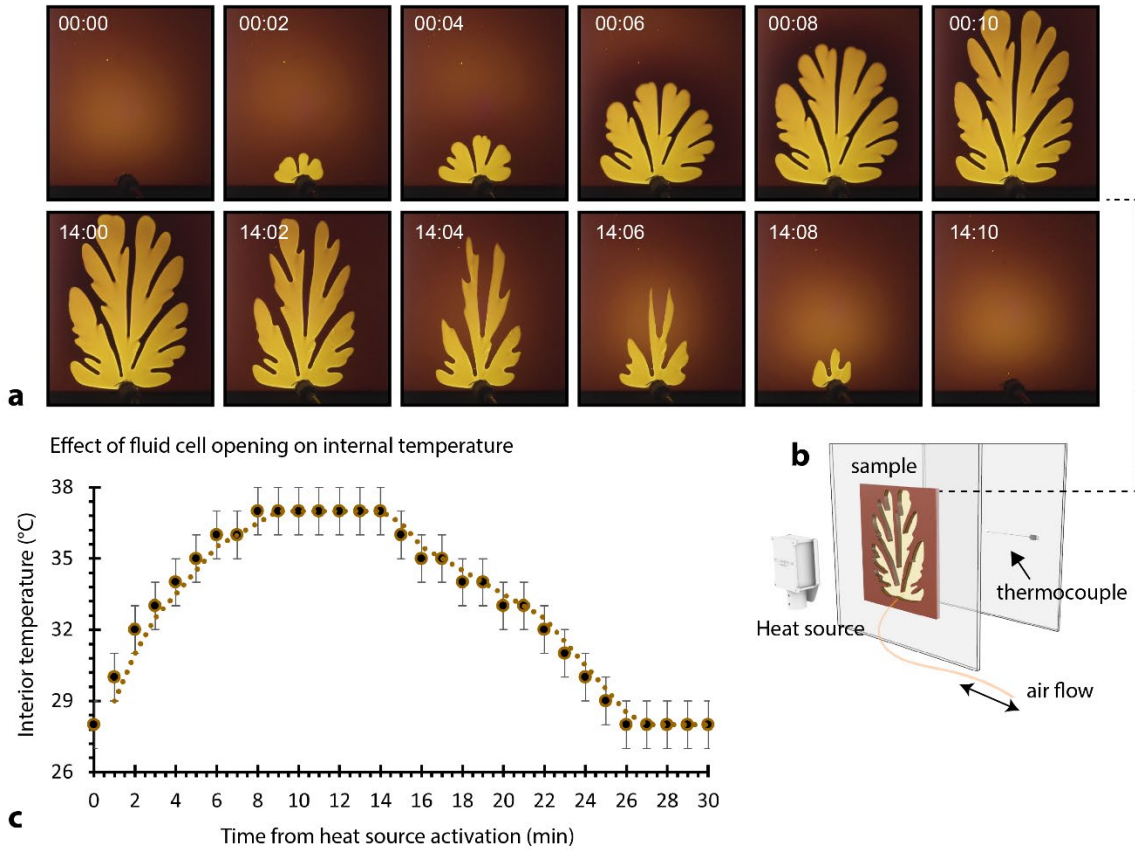 00:00 00:02 00:04 00:06 00:08 00:10
14:00 14:02 14:04 14:06 14:08 14:10
a
Effect of fluid cell opening on internal temperature
b
sample
thermocouple
Heat source
air flow
Interior temperature (°C)
38
35
32
29
26
0 2 4 6 8 10 12 14 16 18 20 22 24 26 28 30
c
Time from heat source activation (min)